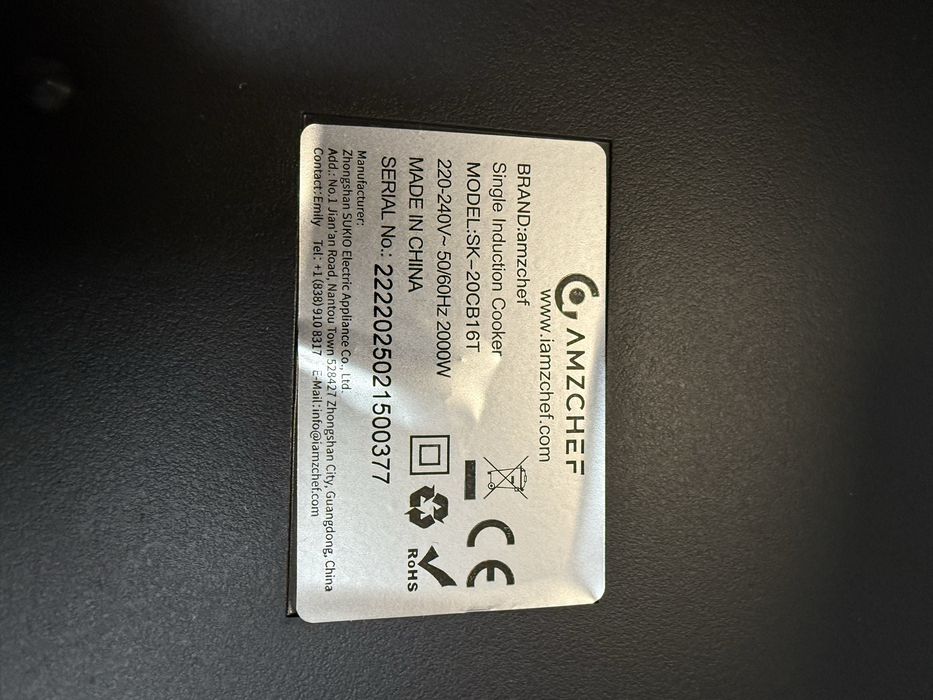 AMZCHEF
www.iamzchef.com
BRAND:amzchef
Single Induction Cooker
MODEL:SK-20CB16T
220-240V~ 50/60Hz 2000W
MADE IN CHINA
SERIAL No.: 2222025021500377
CE
RoHS
Manufacturer:
Zhongshan SUKIO Electric Appliance Co., Ltd.
Add.: No.1 Jian'an Road, Nantou Town 528427 Zhongshan City, Guangdong, China
Contact:Emily Tel: +1(838)910 8317 E-Mail:info@iamzchef.com